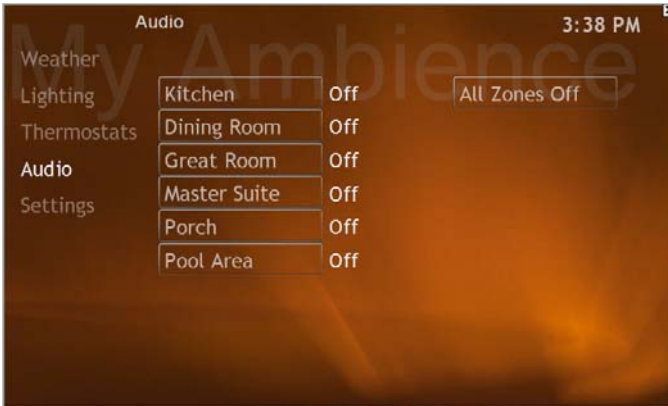 Audio
3:38 PM
My Ambience
Weather
Lighting
Thermostats
Audio
Settings
Kitchen Off
Dining Room Off
Great Room Off
Master Suite Off
Porch Off
Pool Area Off
All Zones Off